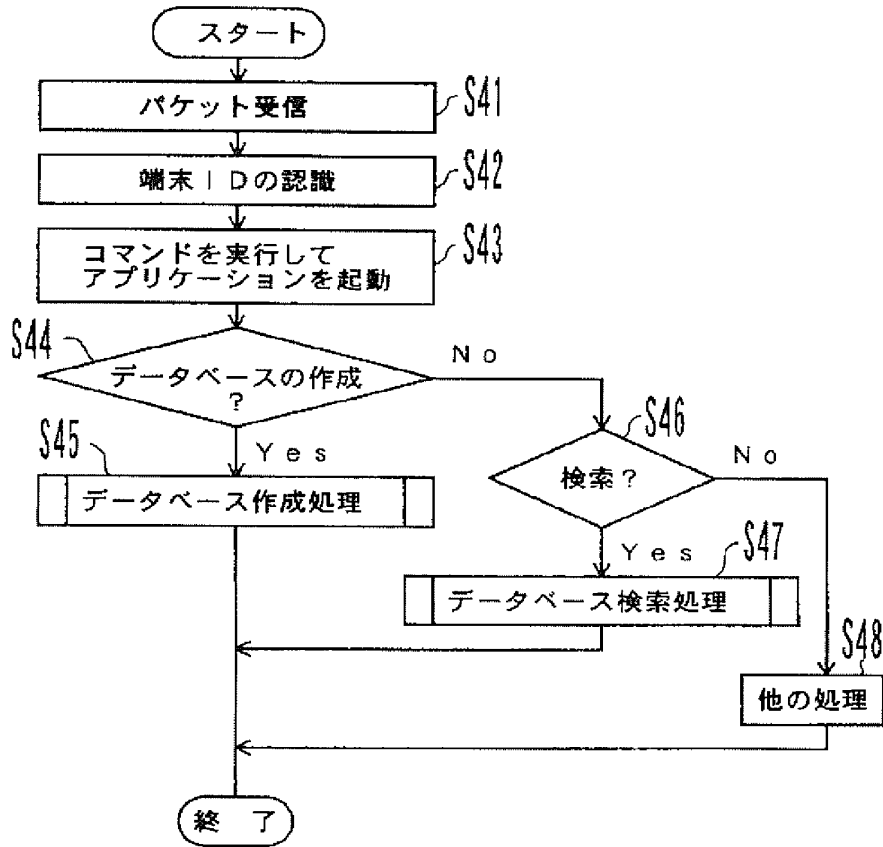 スタート
パケット受信
S41
端末IDの認識
S42
コマンドを実行して
アプリケーションを起動
S43
S44
データベースの作成
?
No
Yes
S45
データベース作成処理
S46
検索?
No
Yes
S47
データベース検索処理
S48
他の処理
終了